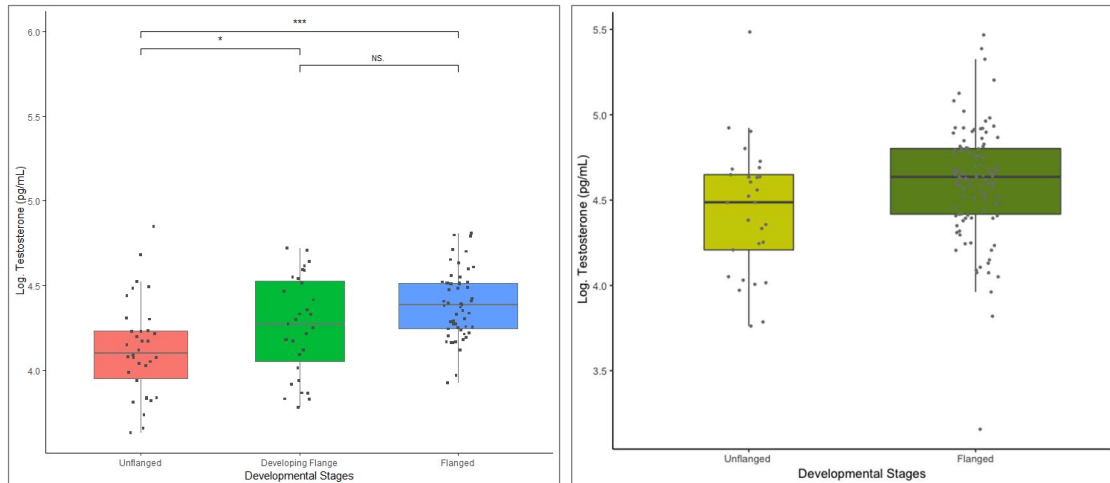 6.0
***
*
NS.
5.5
5.0
4.5
4.0
Log. Testosterone (pg/mL)
Unflanged Developing Flange Flanged
Developmental Stages
5.5
5.0
4.5
4.0
3.5
Log. Testosterone (pg/mL)
Unflanged Flanged
Developmental Stages